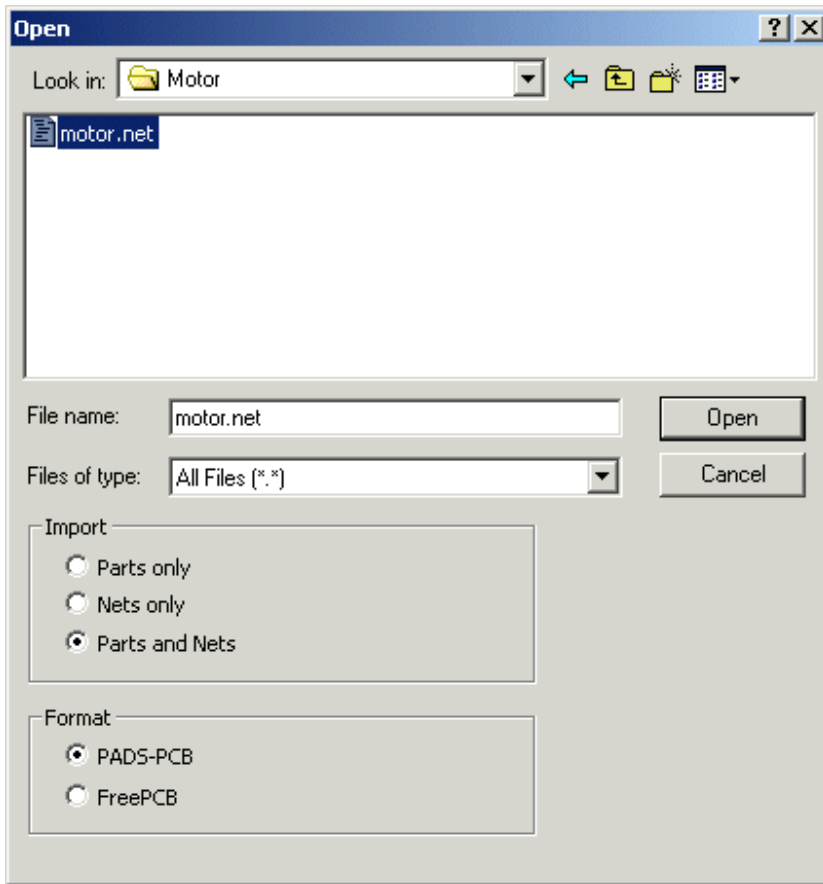 Open
Look in: Motor
motor.net
File name: motor.net Open
Files of type: All Files (*.*) Cancel
Import
Parts only
Nets only
Parts and Nets
Format
PADS-PCB
FreePCB